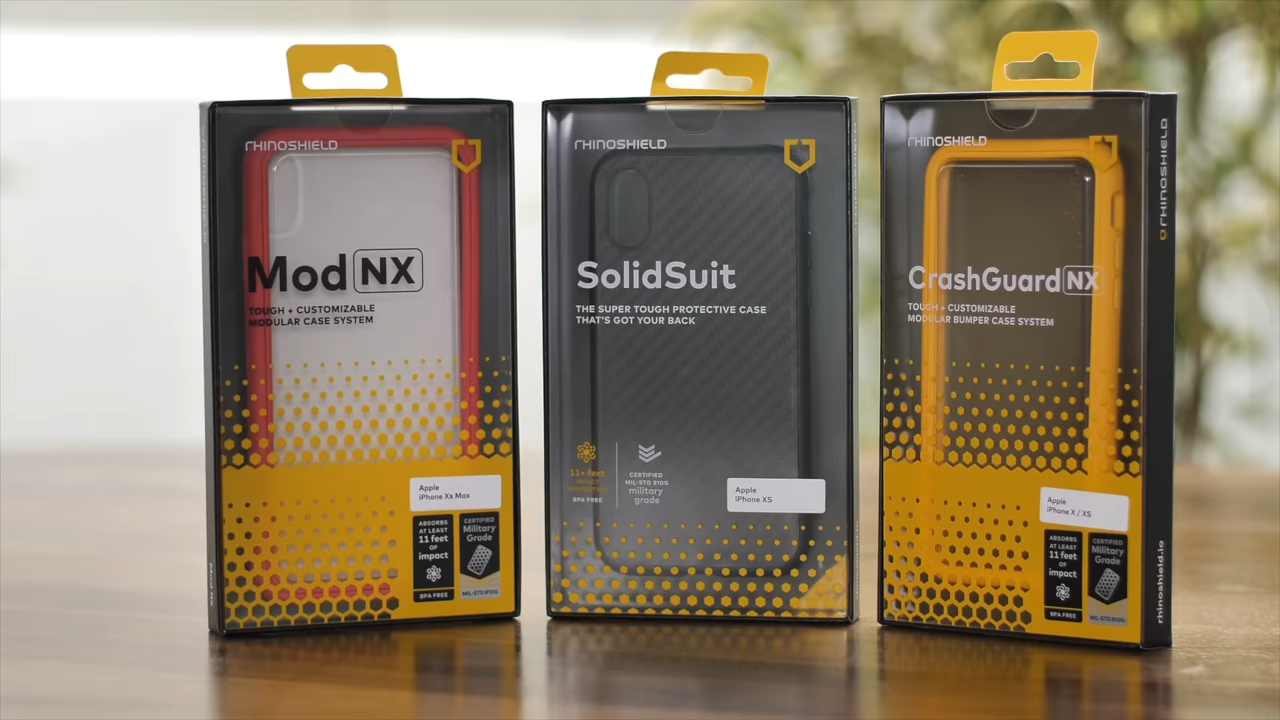 RHINOSHIELD
Mod NX
TOUGH + CUSTOMIZABLE
MODULAR CASE SYSTEM
Apple
iPhone Xs Max
ABSORBS
AT LEAST
11 feet
OF
impact
BPA FREE
CERTIFIED
Military
Grade
MIL-STD 810G
RHINOSHIELD
SolidSuit
THE SUPER TOUGH PROTECTIVE CASE
THAT'S GOT YOUR BACK
11+ feet
IMPACT
PROTECTION
BPA FREE
CERTIFIED
MIL-STD 810G
military
grade
Apple
iPhone XS
RHINOSHIELD
CrashGuard NX
TOUGH + CUSTOMIZABLE
MODULAR BUMPER CASE SYSTEM
Apple
iPhone X / XS
ABSORBS
AT LEAST
11 feet
OF
impact
BPA FREE
CERTIFIED
Military
Grade
MIL-STD 810G
RHINOSHIELD
rhinoshield.io